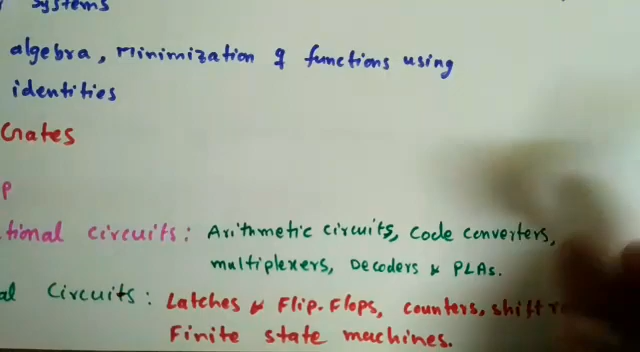 systems
algebra, Minimization of functions using
identities
Gates
P
tional circuits: Arithmetic circuits, code converters,
multiplexers, Decoders & PLAs.
al Circuits: Latches & Flip-Flops, counters, shift r
Finite state machines.